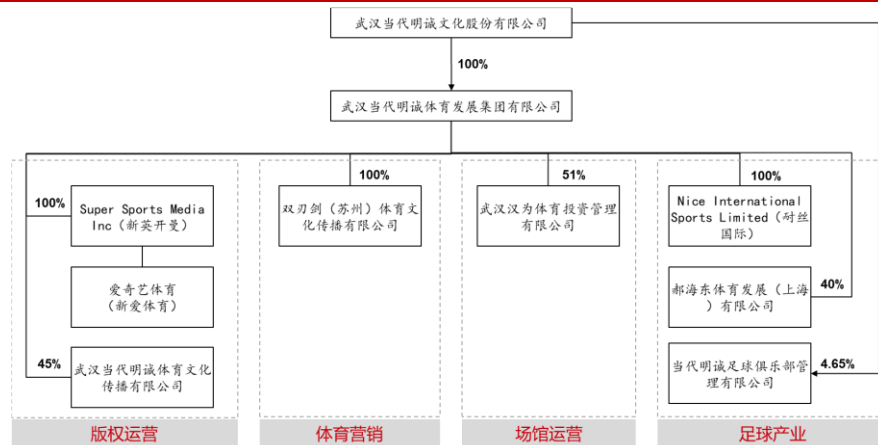 武汉当代明诚文化股份有限公司
100%
武汉当代明诚体育发展集团有限公司
100%
Super Sports Media
Inc（新英开曼）
爱奇艺体育
（新爱体育）
45%
武汉当代明诚体育文化
传播有限公司
版权运营
100%
双刃剑（苏州）体育文
化传播有限公司
体育营销
51%
武汉汉为体育投资管理
有限公司
场馆运营
100%
Nice International
Sports Limited（耐丝
国际）
郝海东体育发展（上海
）有限公司
40%
当代明诚足球俱乐部管
理有限公司
4.65%
足球产业